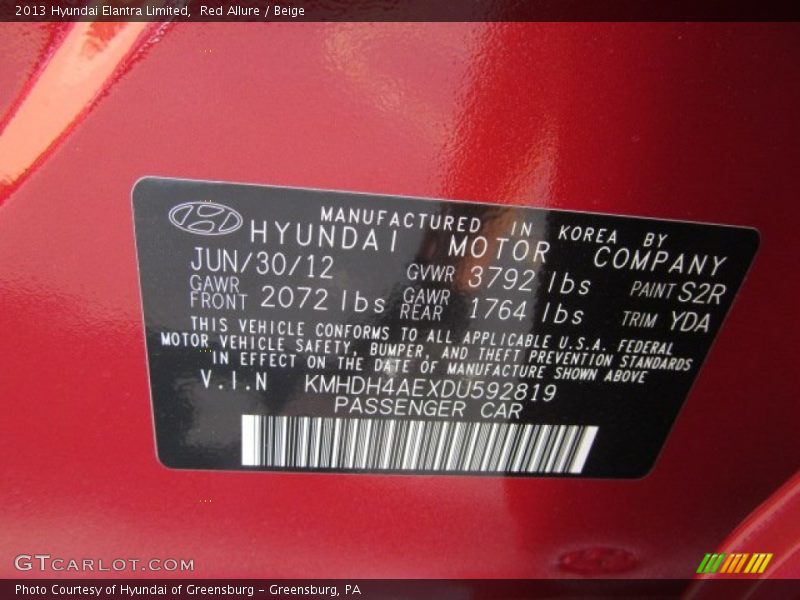 2013 Hyundai Elantra Limited, Red Allure / Beige
MANUFACTURED IN KOREA BY
HYUNDAI MOTOR COMPANY
JUN/30/12 GVWR 3792 lbs PAINT S2R
GAWR FRONT 2072 lbs GAWR REAR 1764 lbs TRIM YDA
THIS VEHICLE CONFORMS TO ALL APPLICABLE U.S.A. FEDERAL
MOTOR VEHICLE SAFETY, BUMPER, AND THEFT PREVENTION STANDARDS
IN EFFECT ON THE DATE OF MANUFACTURE SHOWN ABOVE
V.I.N KMHDH4AEXDU592819
PASSENGER CAR
GTCARLOT.COM
Photo Courtesy of Hyundai of Greensburg - Greensburg, PA